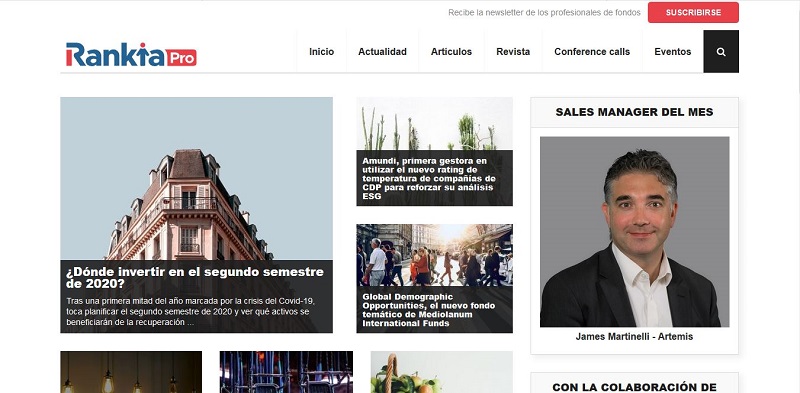 Recibe la newsletter de los profesionales de fondos
SUSCRIBIRSE
Rankia Pro
Inicio
Actualidad
Articulos
Revista
Conference calls
Eventos
¿Dónde invertir en el segundo semestre
de 2020?
Tras una primera mitad del año marcada por la crisis del Covid-19,
toca planificar el segundo semestre de 2020 y ver qué activos se
beneficiarán de la recuperación ...
Amundi, primera gestora en
utilizar el nuevo rating de
temperatura de compañías de
CDP para reforzar su análisis
ESG
Global Demographic
Opportunities, el nuevo fondo
temático de Mediolanum
International Funds
SALES MANAGER DEL MES
James Martinelli - Artemis
CON LA COLABORACIÓN DE